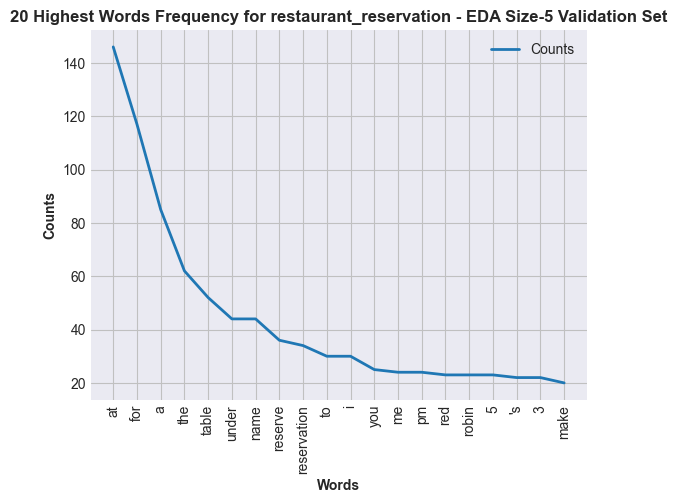 20 Highest Words Frequency for restaurant_reservation - EDA Size-5 Validation Set
Counts
140
120
100
80
60
40
20
Counts
at
for
a
the
table
under
name
reserve
reservation
to
i
you
me
pm
red
robin
5
's
3
make
Words